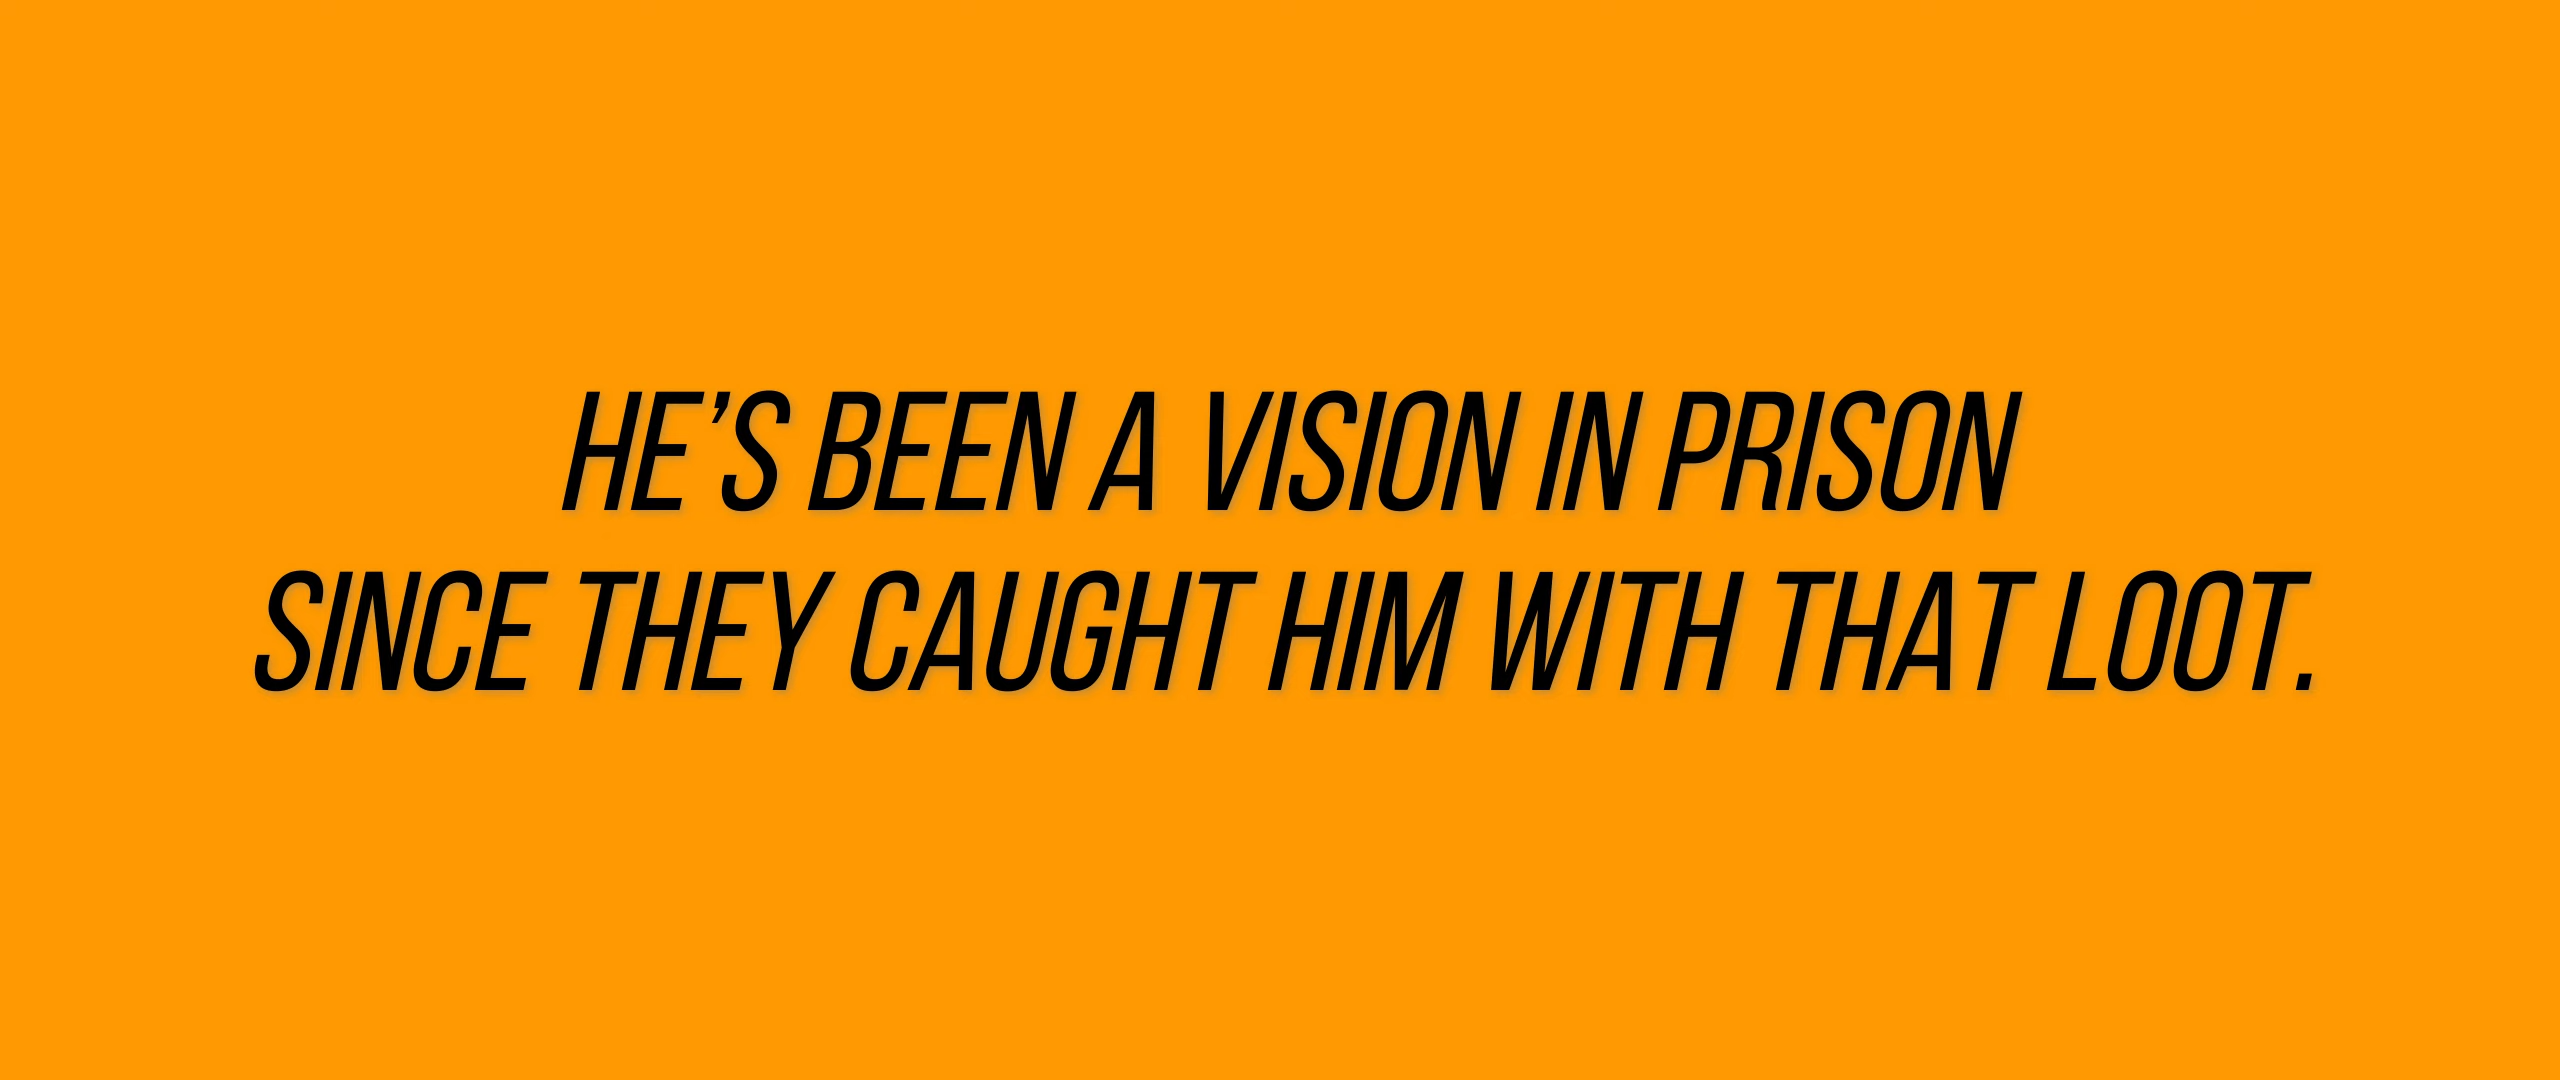 HE’S BEEN A VISION IN PRISON
SINCE THEY CAUGHT HIM WITH THAT LOOT.